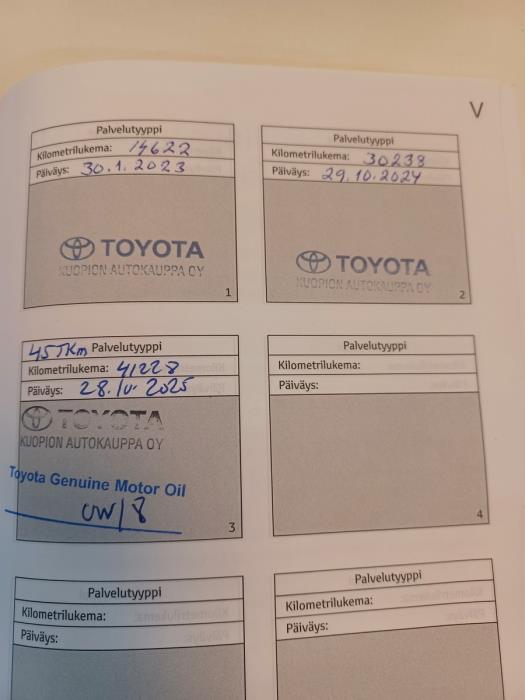 V
Palvelutyyppi
Kilometrilukema: 14622
Päiväys: 30.1.2023
TOYOTA
KUOPION AUTOKAUPPA OY
1
Palvelutyyppi
Kilometrilukema: 30238
Päiväys: 29.10.2024
TOYOTA
KUOPION AUTOKAUPPA OY
2
45TKm Palvelutyyppi
Kilometrilukema: 41228
Päiväys: 28.IV.2025
TOYOTA
KUOPION AUTOKAUPPA OY
Toyota Genuine Motor Oil
OW/8
3
Palvelutyyppi
Kilometrilukema:
Päiväys:
4
Palvelutyyppi
Kilometrilukema:
Päiväys:
Palvelutyyppi
Kilometrilukema:
Päiväys: